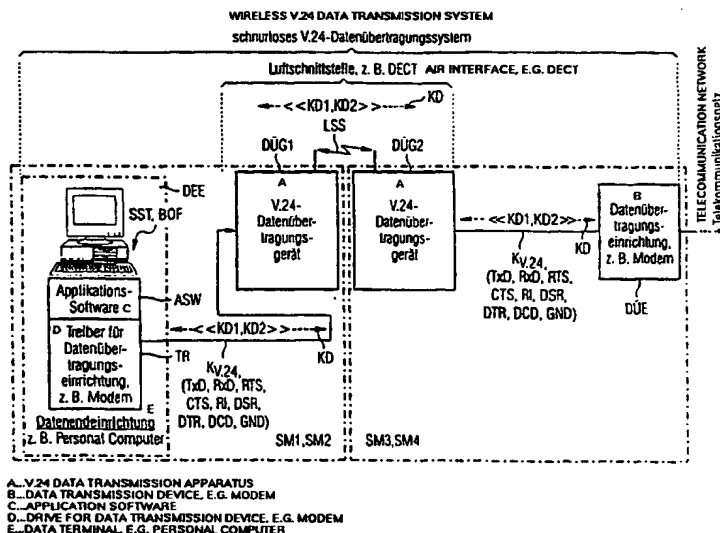 WIRELESS V.24 DATA TRANSMISSION SYSTEM
schnurloses V.24-Datenübertragungssystem
Luftschnittstelle, z. B. DECT AIR INTERFACE, E.G. DECT
<<KD1,KD2>> KD
LSS
DÜG1
DÜG2
DEE
SST, BOF
A
V.24-
Datenüber-
tragungs-
gerät
A
V.24-
Datenüber-
tragungs-
gerät
<<KD1,KD2>>
KD
KV.24,
(TxD, RxD, RTS,
CTS, RI, DSR,
DTR, DCD, GND)
B
Datenüber-
tragungs-
einrichtung,
z. B. Modem
DÜE
TELECOMMUNICATION NETWORK
z. Telekommunikationsnetz
Applikations-
Software C
ASW
D Treiber für
Datenüber-
tragungs-
einrichtung,
z. B. Modem
TR
<<KD1,KD2>>
KD
KV.24,
(TxD, RxD, RTS,
CTS, RI, DSR,
DTR, DCD, GND)
E
Datenendeinrichtung
z. B. Personal Computer
SM1,SM2
SM3,SM4
A...V.24 DATA TRANSMISSION APPARATUS
B...DATA TRANSMISSION DEVICE, E.G. MODEM
C...APPLICATION SOFTWARE
D...DRIVE FOR DATA TRANSMISSION DEVICE, E.G. MODEM
E...DATA TERMINAL, E.G. PERSONAL COMPUTER